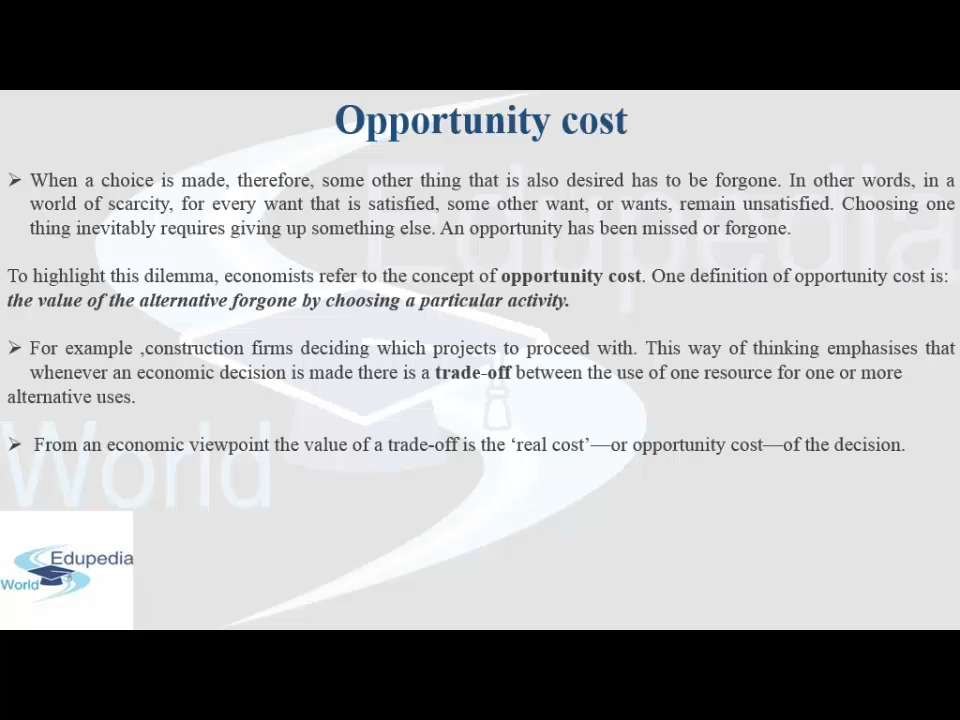 Opportunity cost
➢ When a choice is made, therefore, some other thing that is also desired has to be forgone. In other words, in a
world of scarcity, for every want that is satisfied, some other want, or wants, remain unsatisfied. Choosing one
thing inevitably requires giving up something else. An opportunity has been missed or forgone.
To highlight this dilemma, economists refer to the concept of opportunity cost. One definition of opportunity cost is:
the value of the alternative forgone by choosing a particular activity.
➢ For example ,construction firms deciding which projects to proceed with. This way of thinking emphasises that
whenever an economic decision is made there is a trade-off between the use of one resource for one or more
alternative uses.
➢ From an economic viewpoint the value of a trade-off is the ‘real cost’—or opportunity cost—of the decision.
Edupedia
World
Edupedia
World